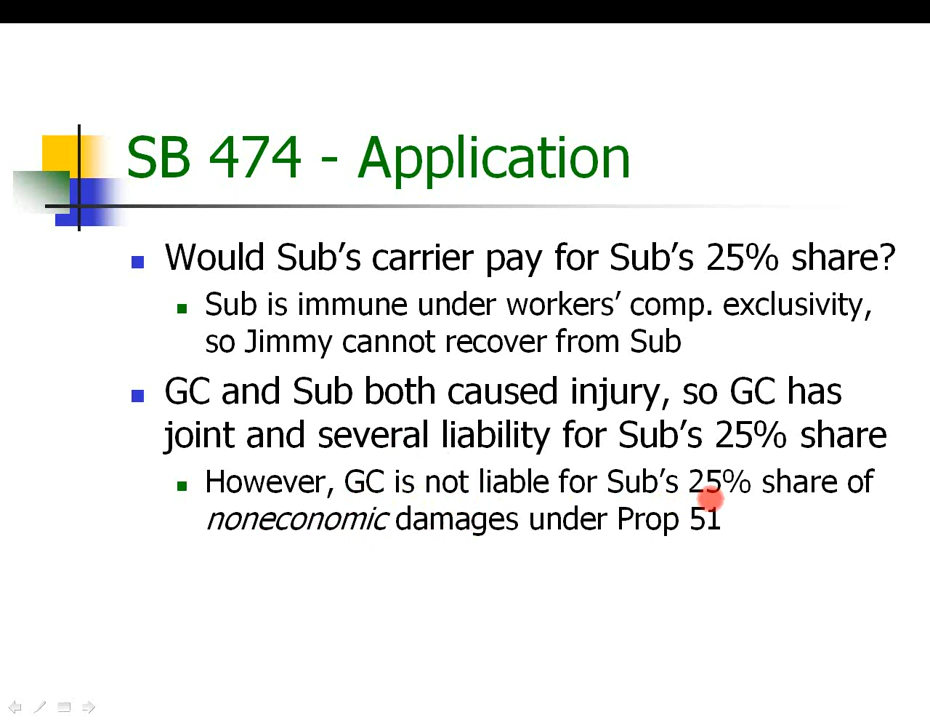 SB 474 - Application
Would Sub’s carrier pay for Sub’s 25% share?
Sub is immune under workers’ comp. exclusivity,
so Jimmy cannot recover from Sub
GC and Sub both caused injury, so GC has
joint and several liability for Sub’s 25% share
However, GC is not liable for Sub’s 25% share of
noneconomic damages under Prop 51